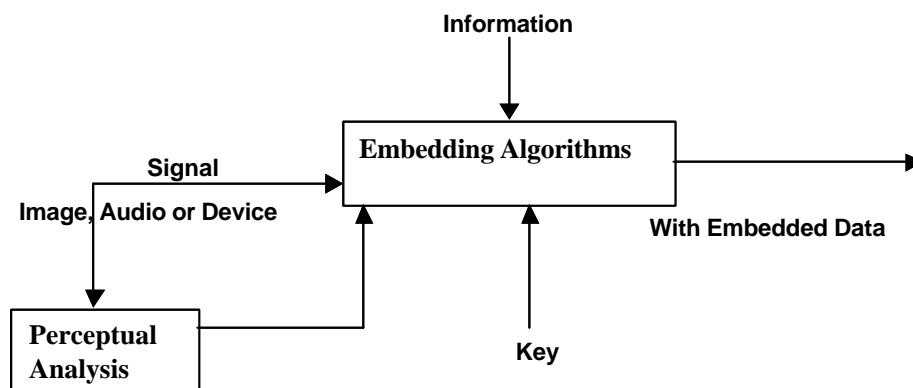 Information
Embedding Algorithms
Signal
Image, Audio or Device
With Embedded Data
Perceptual
Analysis
Key